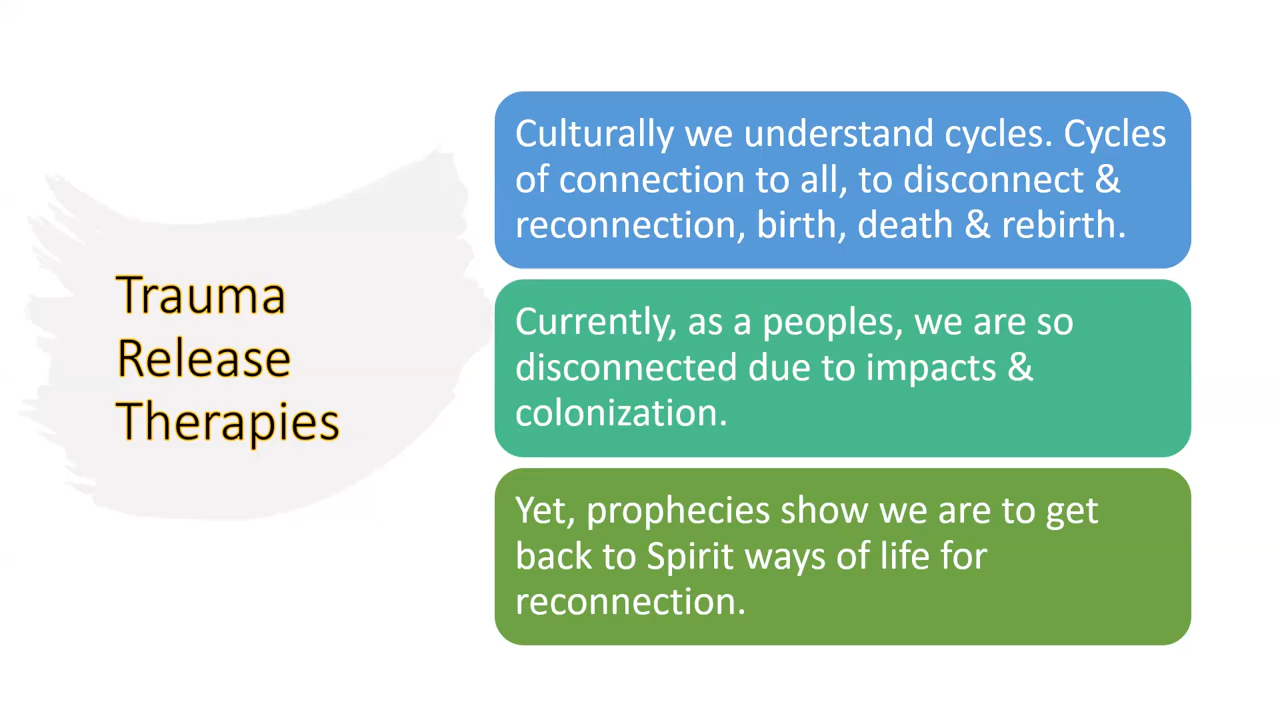 Trauma
Release
Therapies
Culturally we understand cycles. Cycles
of connection to all, to disconnect &
reconnection, birth, death & rebirth.
Currently, as a peoples, we are so
disconnected due to impacts &
colonization.
Yet, prophecies show we are to get
back to Spirit ways of life for
reconnection.